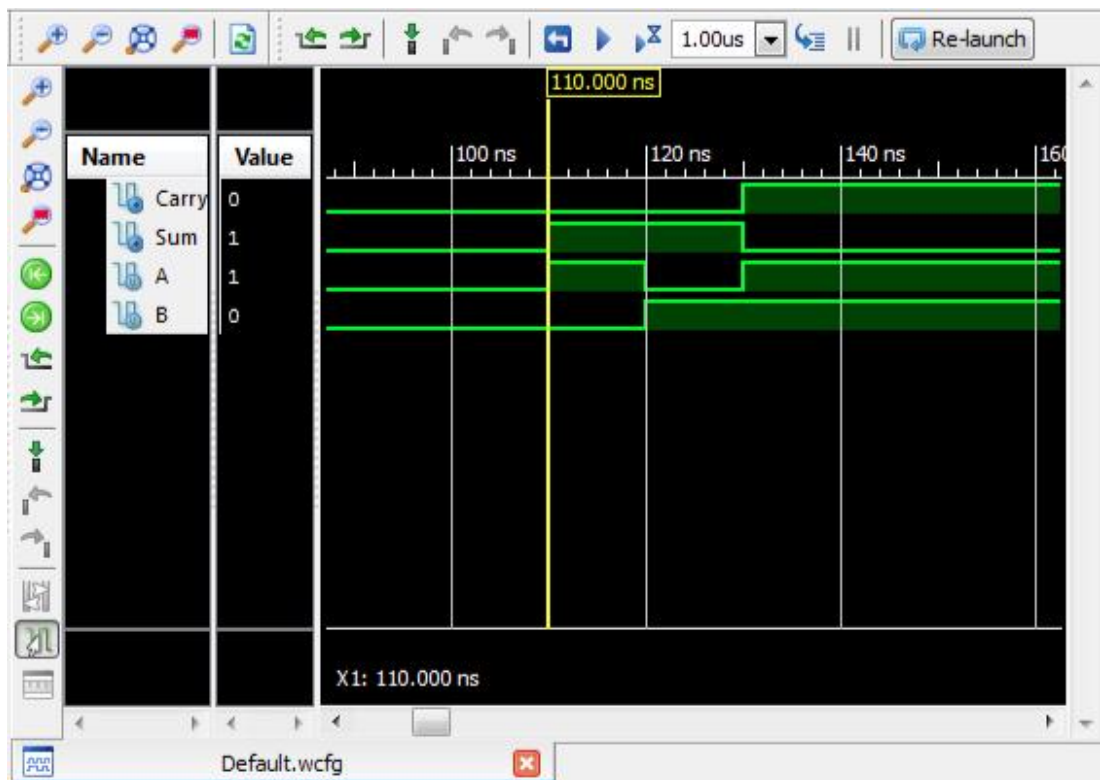 1.00us Re-launch
110.000 ns
Name Value 100 ns 120 ns 140 ns 160
Carry 0
Sum 1
A 1
B 0
X1: 110.000 ns
Default.wcfg